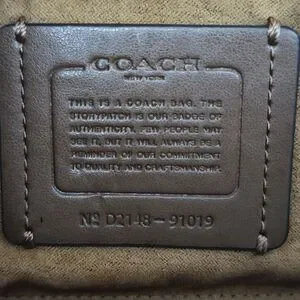 COACH
NEW YORK
THIS IS A COACH BAG. THE
STORYPATCH IS OUR BADGE OF
AUTHENTICITY. FEW PEOPLE MAY
SEE IT, BUT IT WILL ALWAYS BE A
REMINDER OF OUR COMMITMENT
TO QUALITY AND CRAFTSMANSHIP.
Nº D2148-91019